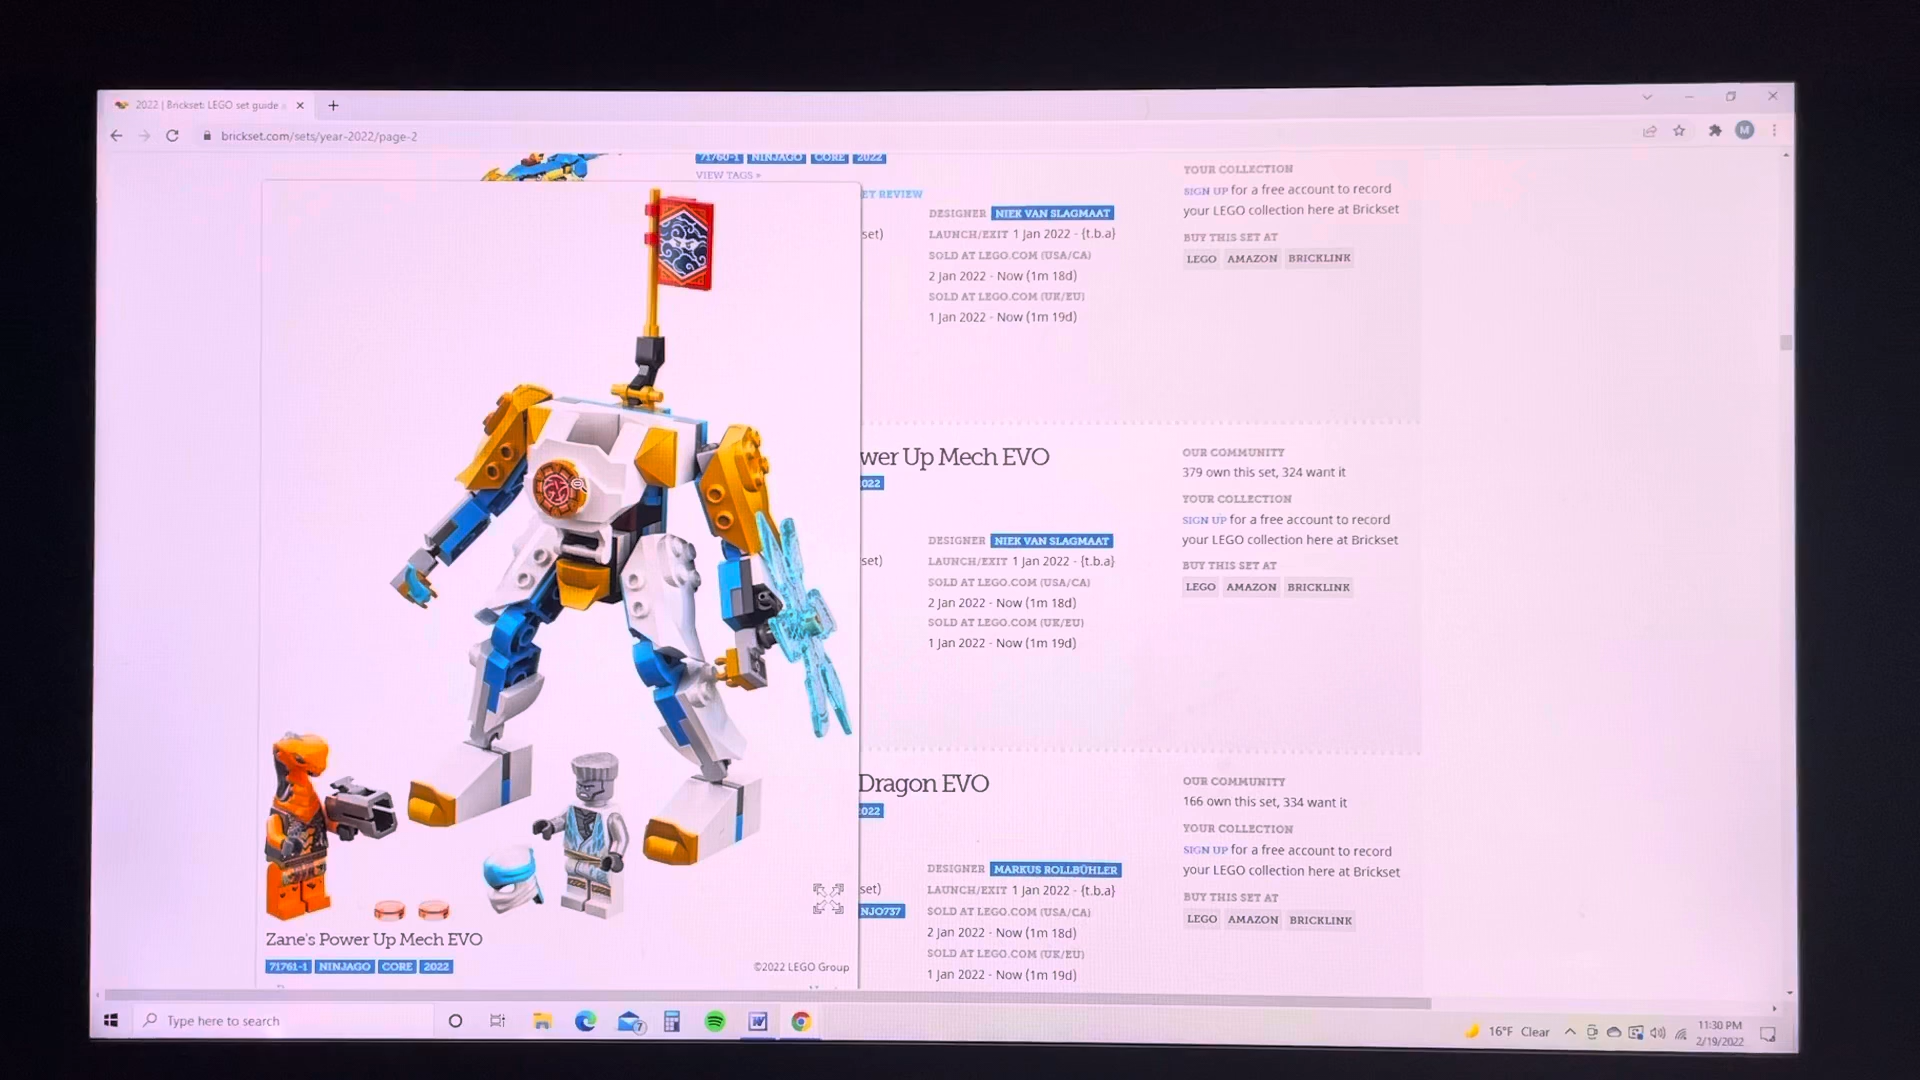 2022 | Brickset: LEGO set guide
brickset.com/sets/year-2022/page-2
M
71760-1 NINJAGO CORE 2022
VIEW TAGS »
ET REVIEW
set)
DESIGNER NIEK VAN SLAGMAAT
LAUNCH/EXIT 1 Jan 2022 - {t.b.a}
SOLD AT LEGO.COM (USA/CA)
2 Jan 2022 - Now (1m 18d)
SOLD AT LEGO.COM (UK/EU)
1 Jan 2022 - Now (1m 19d)
YOUR COLLECTION
SIGN UP for a free account to record
your LEGO collection here at Brickset
BUY THIS SET AT
LEGO AMAZON BRICKLINK
wer Up Mech EVO
2022
set)
DESIGNER NIEK VAN SLAGMAAT
LAUNCH/EXIT 1 Jan 2022 - {t.b.a}
SOLD AT LEGO.COM (USA/CA)
2 Jan 2022 - Now (1m 18d)
SOLD AT LEGO.COM (UK/EU)
1 Jan 2022 - Now (1m 19d)
OUR COMMUNITY
379 own this set, 324 want it
YOUR COLLECTION
SIGN UP for a free account to record
your LEGO collection here at Brickset
BUY THIS SET AT
LEGO AMAZON BRICKLINK
Dragon EVO
2022
set)
NJO737
DESIGNER MARKUS ROLLBÜHLER
LAUNCH/EXIT 1 Jan 2022 - {t.b.a}
SOLD AT LEGO.COM (USA/CA)
2 Jan 2022 - Now (1m 18d)
SOLD AT LEGO.COM (UK/EU)
1 Jan 2022 - Now (1m 19d)
OUR COMMUNITY
166 own this set, 334 want it
YOUR COLLECTION
SIGN UP for a free account to record
your LEGO collection here at Brickset
BUY THIS SET AT
LEGO AMAZON BRICKLINK
Zane's Power Up Mech EVO
71761-1 NINJAGO CORE 2022
©2022 LEGO Group
Type here to search
7
16°F Clear
11:30 PM
2/19/2022